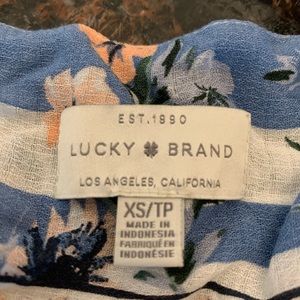 EST.1990
LUCKY BRAND
LOS ANGELES, CALIFORNIA
XS/TP
MADE IN
INDONESIA
FABRIQUÉ EN
INDONÉSIE